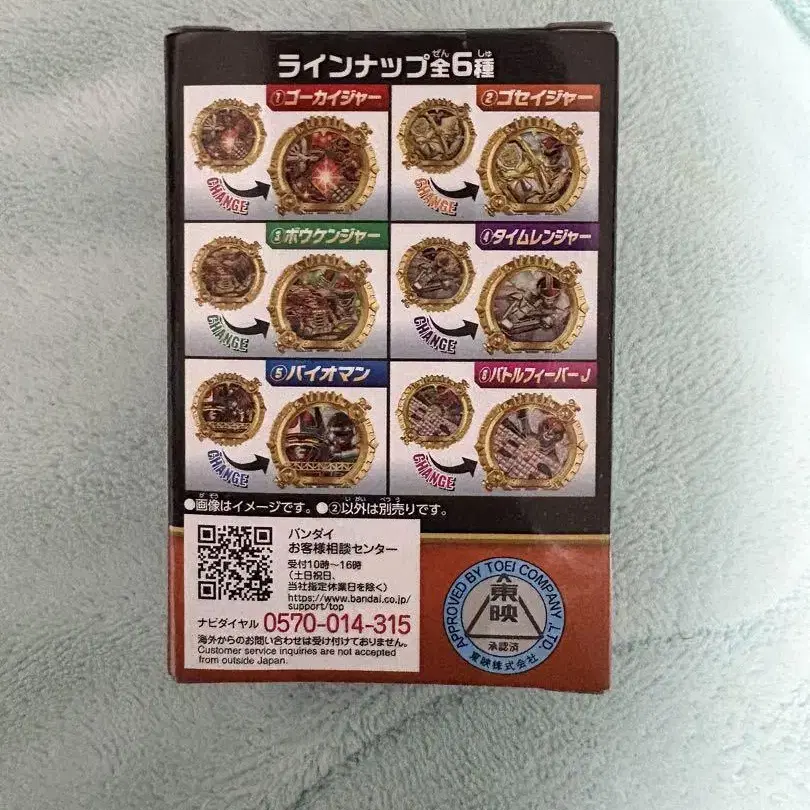 ラインナップ全6種
ぜん しゅ
①ゴーカイジャー
②ゴセイジャー
CHANGE
CHANGE
③ボウケンジャー
④タイムレンジャー
CHANGE
CHANGE
⑤バイオマン
⑥バトルフィーバーJ
CHANGE
CHANGE
●画像はイメージです。●②以外は別売りです。
バンダイ
お客様相談センター
受付10時〜16時
(土日祝日、
当社指定休業日を除く)
https://www.bandai.co.jp/
support/top
ナビダイヤル 0570-014-315
海外からのお問い合わせは受け付けておりません。
Customer service inquiries are not accepted
from outside Japan.
APPROVED BY TOEI COMPANY, LTD.
東映
承認済
東映株式会社